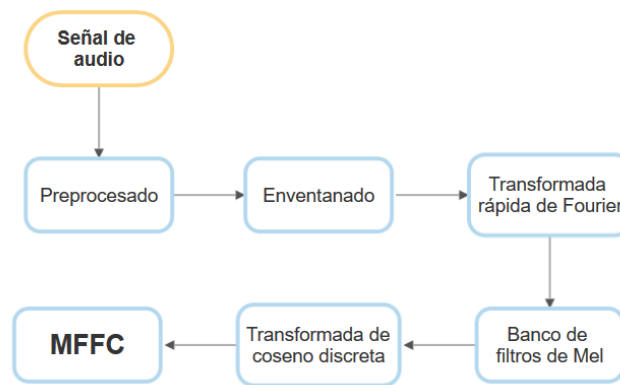 Señal de
audio
Preprocesado
Enventanado
Transformada
rápida de Fourier
Banco de
filtros de Mel
Transformada de
coseno discreta
MFFC